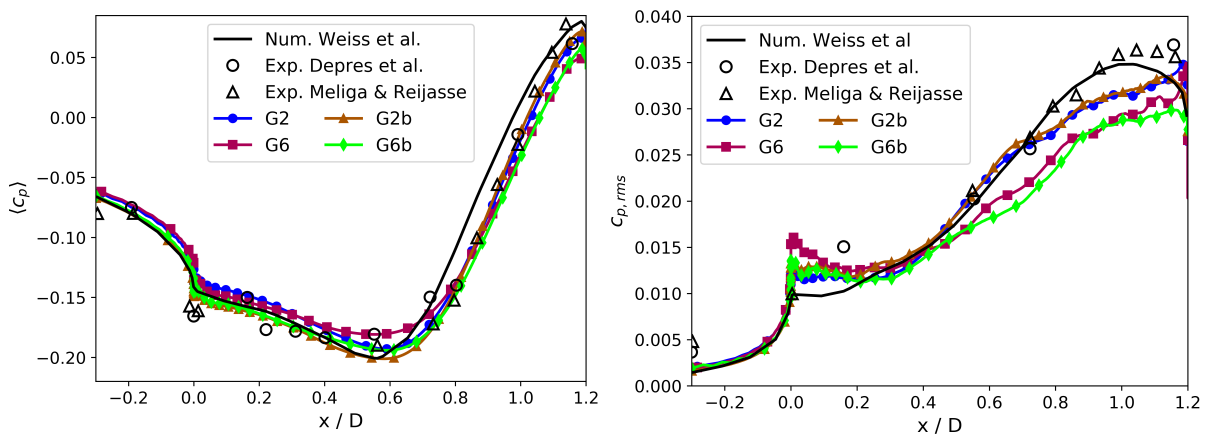 0.05
0.00
−0.05
−0.10
−0.15
−0.20
⟨cp⟩
Num. Weiss et al.
Exp. Depres et al.
Exp. Meliga & Reijasse
G2 G2b
G6 G6b
−0.2 0.0 0.2 0.4 0.6 0.8 1.0 1.2
x / D
0.040
0.035
0.030
0.025
0.020
0.015
0.010
0.005
0.000
cp, rms
Num. Weiss et al
Exp. Depres et al.
Exp. Meliga & Reijasse
G2 G2b
G6 G6b
−0.2 0.0 0.2 0.4 0.6 0.8 1.0 1.2
x / D